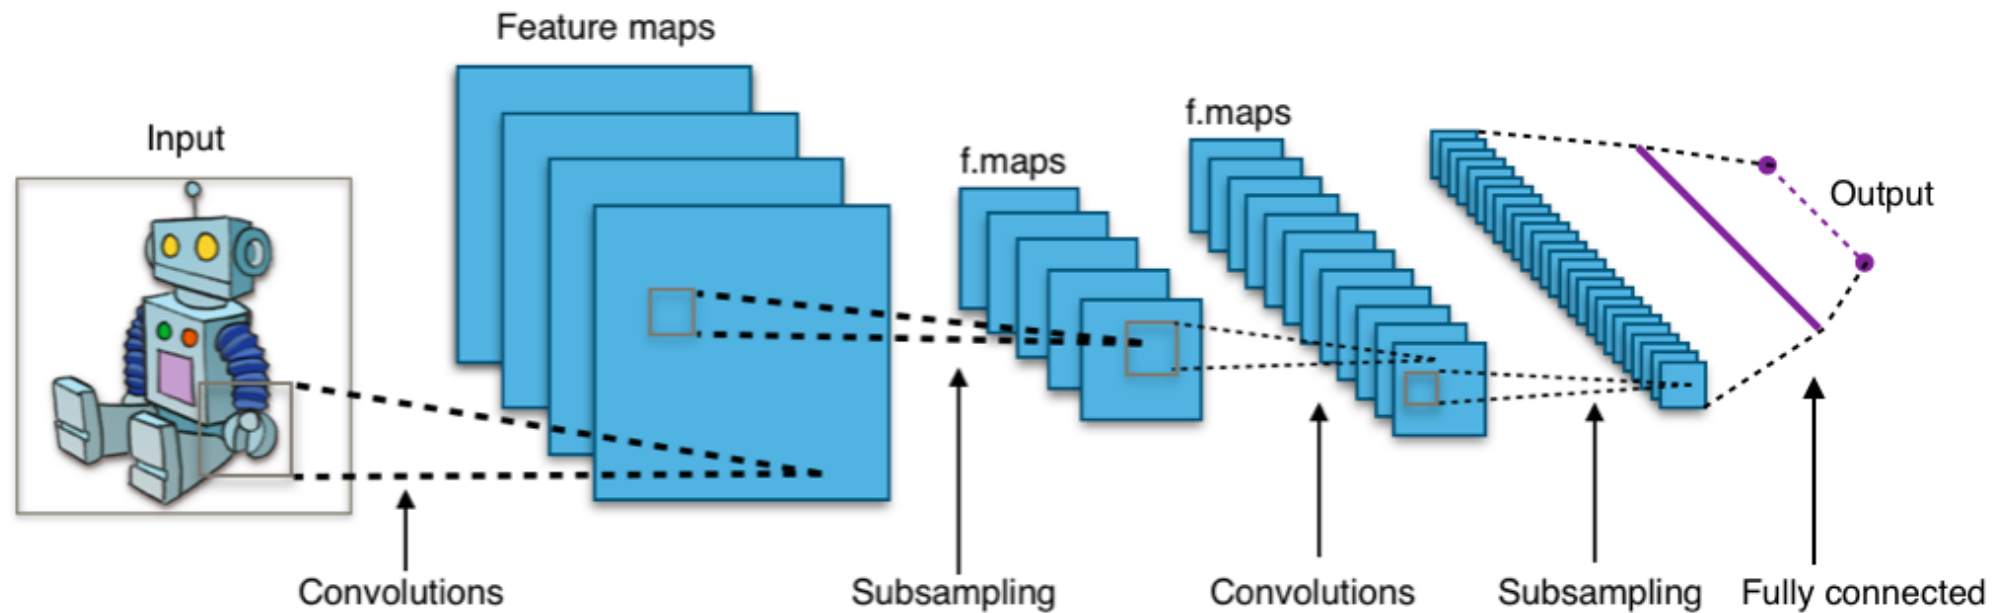 Feature maps
f.maps
Input
f.maps
Output
Convolutions
Subsampling
Convolutions
Subsampling
Fully connected